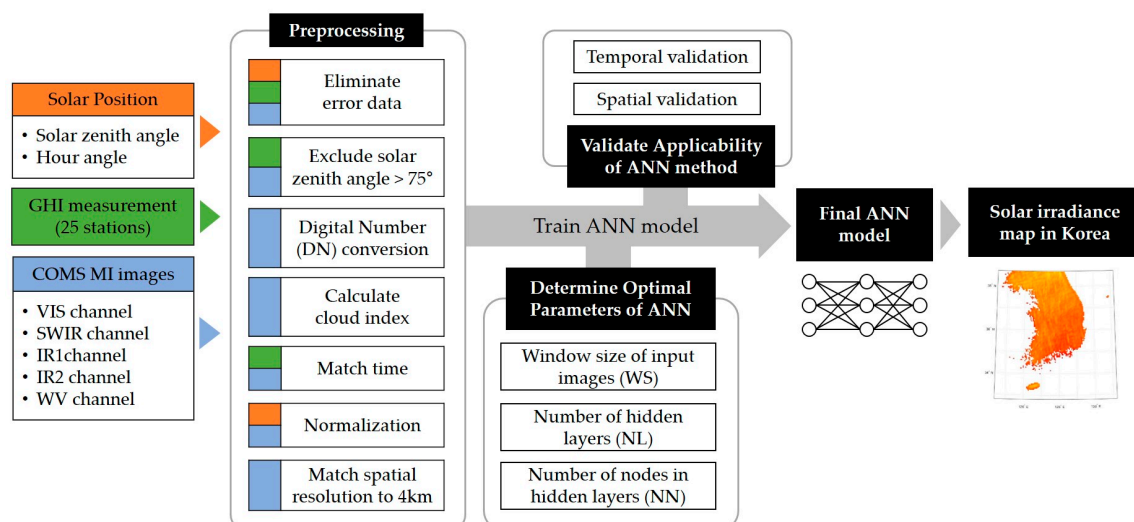 Solar Position
• Solar zenith angle
• Hour angle
GHI measurement
(25 stations)
COMS MI images
• VIS channel
• SWIR channel
• IR1channel
• IR2 channel
• WV channel
Preprocessing
Eliminate
error data
Exclude solar
zenith angle > 75°
Digital Number
(DN) conversion
Calculate
cloud index
Match time
Normalization
Match spatial
resolution to 4km
Temporal validation
Spatial validation
Validate Applicability
of ANN method
Train ANN model
Determine Optimal
Parameters of ANN
Window size of input
images (WS)
Number of hidden
layers (NL)
Number of nodes in
hidden layers (NN)
Final ANN
model
Solar irradiance
map in Korea